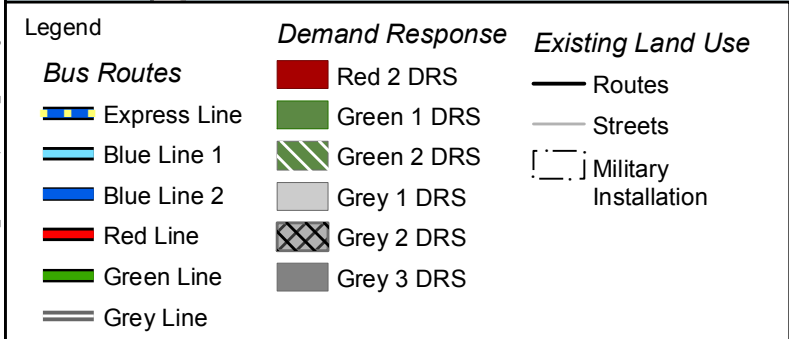 Legend
Bus Routes
Express Line
Blue Line 1
Blue Line 2
Red Line
Green Line
Grey Line
Demand Response
Red 2 DRS
Green 1 DRS
Green 2 DRS
Grey 1 DRS
Grey 2 DRS
Grey 3 DRS
Existing Land Use
Routes
Streets
Military
Installation